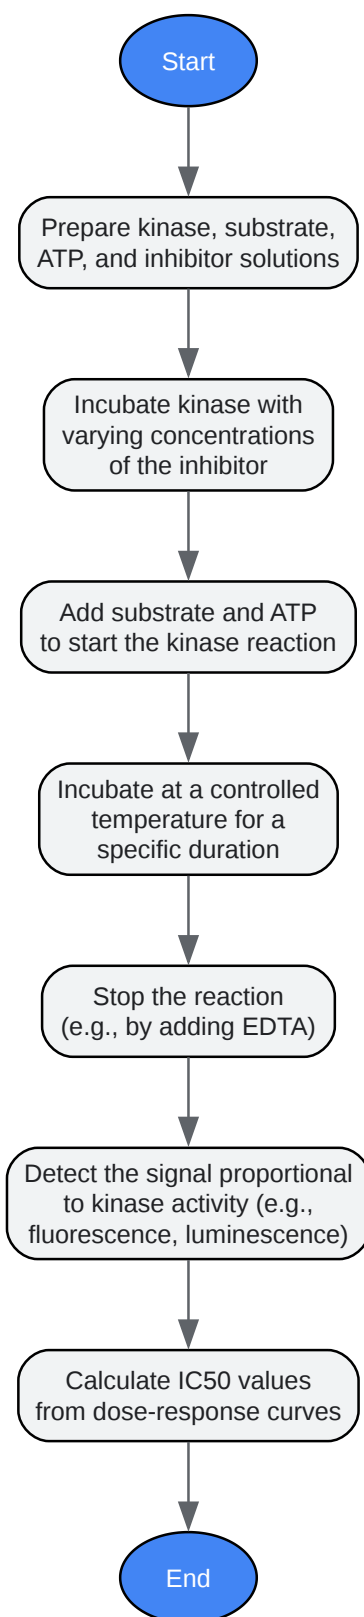 Start
Prepare kinase, substrate,
ATP, and inhibitor solutions
Incubate kinase with
varying concentrations
of the inhibitor
Add substrate and ATP
to start the kinase reaction
Incubate at a controlled
temperature for a
specific duration
Stop the reaction
(e.g., by adding EDTA)
Detect the signal proportional
to kinase activity (e.g.,
fluorescence, luminescence)
Calculate IC50 values
from dose-response curves
End